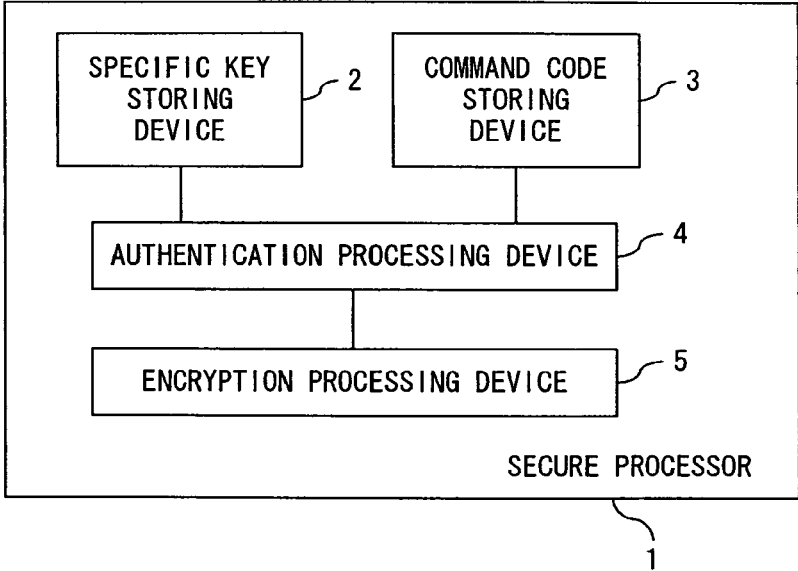 SPECIFIC KEY
STORING
DEVICE
2
COMMAND CODE
STORING
DEVICE
3
AUTHENTICATION PROCESSING DEVICE
4
ENCRYPTION PROCESSING DEVICE
5
SECURE PROCESSOR
1